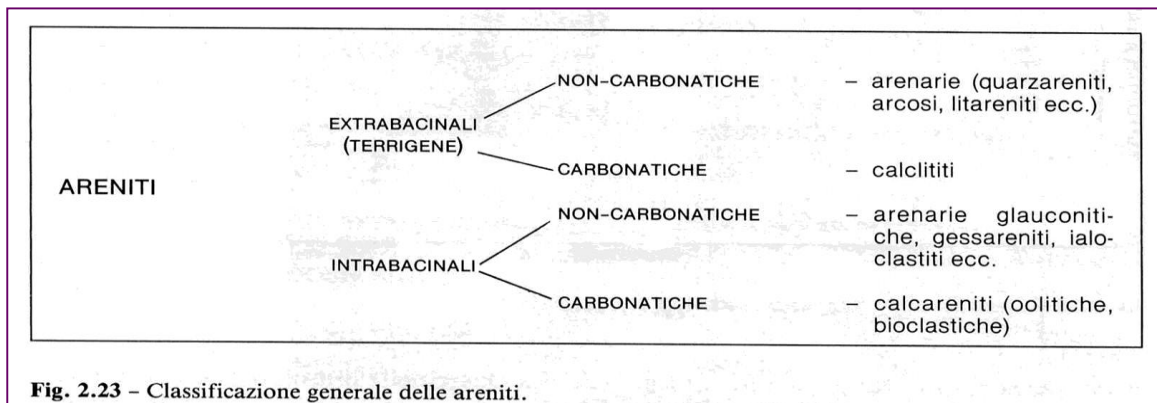 NON-CARBONATICHE – arenarie (quarzareniti,
arcosi, litareniti ecc.)
EXTRABACINALI
(TERRIGENE)
CARBONATICHE – calclititi
ARENITI
NON-CARBONATICHE – arenarie glauconiti-
che, gessareniti, ialo-
clastiti ecc.
INTRABACINALI
CARBONATICHE – calcareniti (oolitiche,
bioclastiche)
Fig. 2.23 – Classificazione generale delle areniti.